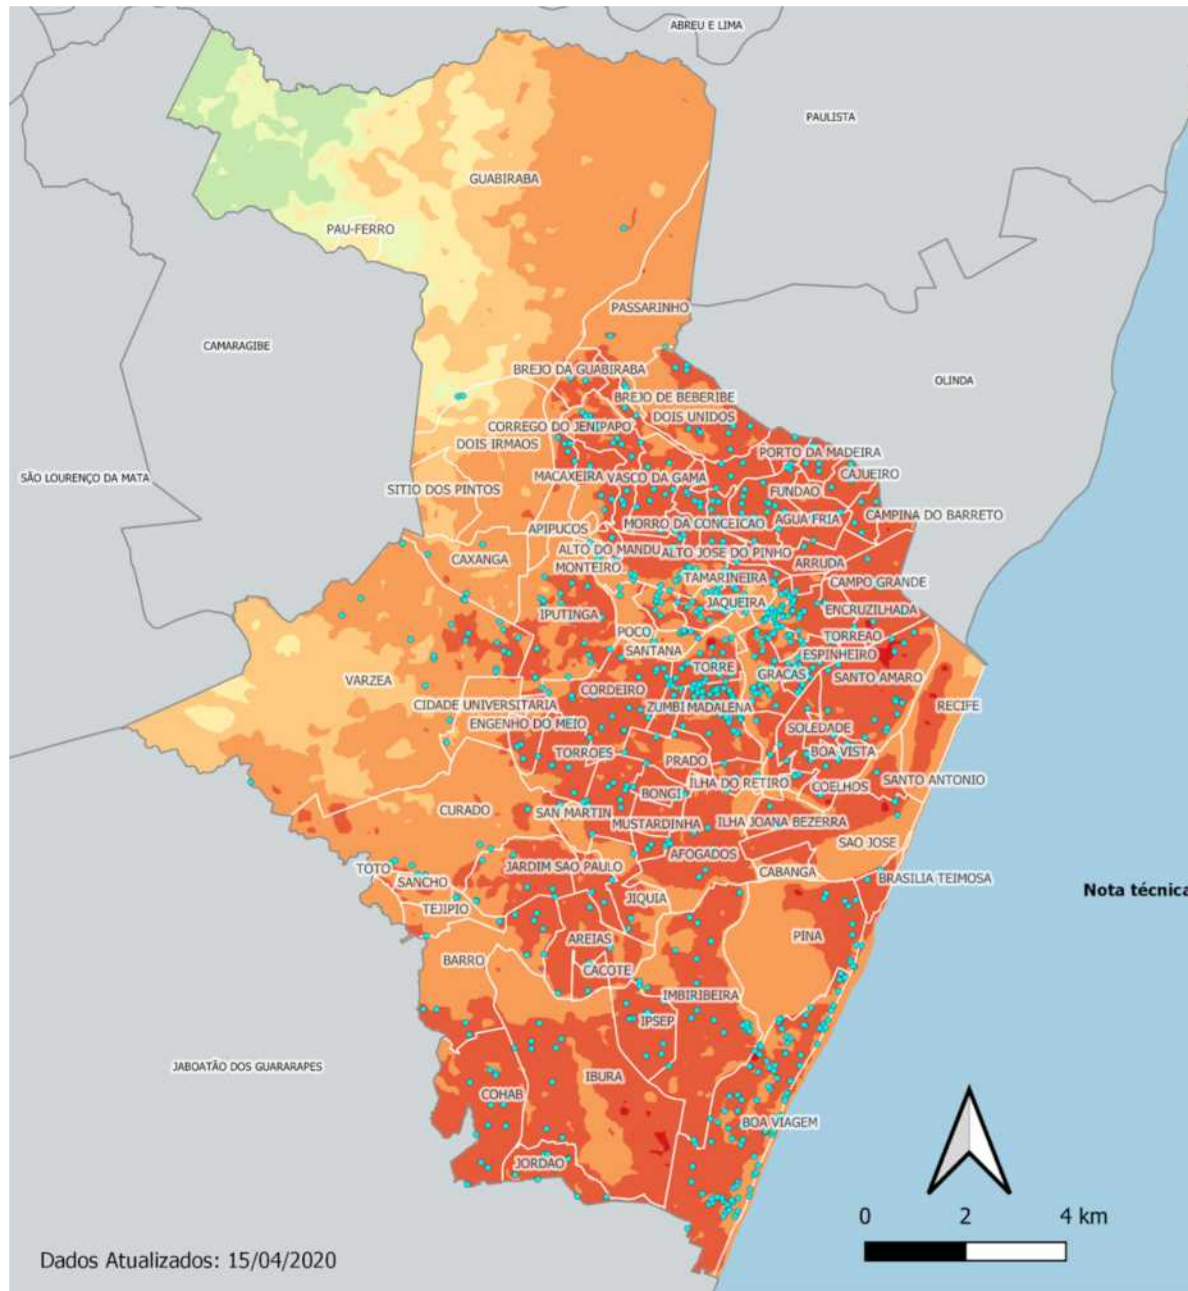 ABREU E LIMA
PAULISTA
GUABIRABA
PAU-FERRO
PASSARINHO
CAMARAGIBE
BREJO DA GUABIRABA
OLINDA
BREJO DE BEBERIBE
DOIS UNIDOS
CORREGO DO JENIPAPO
DOIS IRMAOS
PORTO DA MADEIRA
SÃO LOURENÇO DA MATA
MACAXEIRA
VASCO DA GAMA
CAJUEIRO
SITIO DOS PINTOS
FUNDAO
APIPUCOS
MORRO DA CONCEICAO
AGUA FRIA
CAMPINA DO BARRETO
CAXANGA
ALTO DO MANDU
ALTO JOSE DO PINHO
ARRUDA
MONTEIRO
TAMARINEIRA
CAMPO GRANDE
JAQUEIRA
IPUTINGA
ENCRUZILHADA
POCO
TORREAO
SANTANA
ESPINHEIRO
VARZEA
TORRE
GRACAS
SANTO AMARO
CORDEIRO
CIDADE UNIVERSITARIA
ZUMBI
MADALENA
RECIFE
ENGENHO DO MEIO
SOLEDADE
TORROES
BOA VISTA
PRADO
ILHA DO RETIRO
SANTO ANTONIO
BONGI
COELHOS
CURADO
SAN MARTIN
MUSTARDINHA
ILHA JOANA BEZERRA
SAO JOSE
AFOGADOS
TOTO
JARDIM SAO PAULO
CABANGA
BRASILIA TEIMOSA
SANCHO
Nota técnica
JIQUIA
TEJIPIO
PINA
AREIAS
BARRO
CACOTE
IMBIRIBEIRA
IPSEP
JABOATÃO DOS GUARARAPES
IBURA
COHAB
BOA VIAGEM
JORDAO
0 2 4 km
Dados Atualizados: 15/04/2020